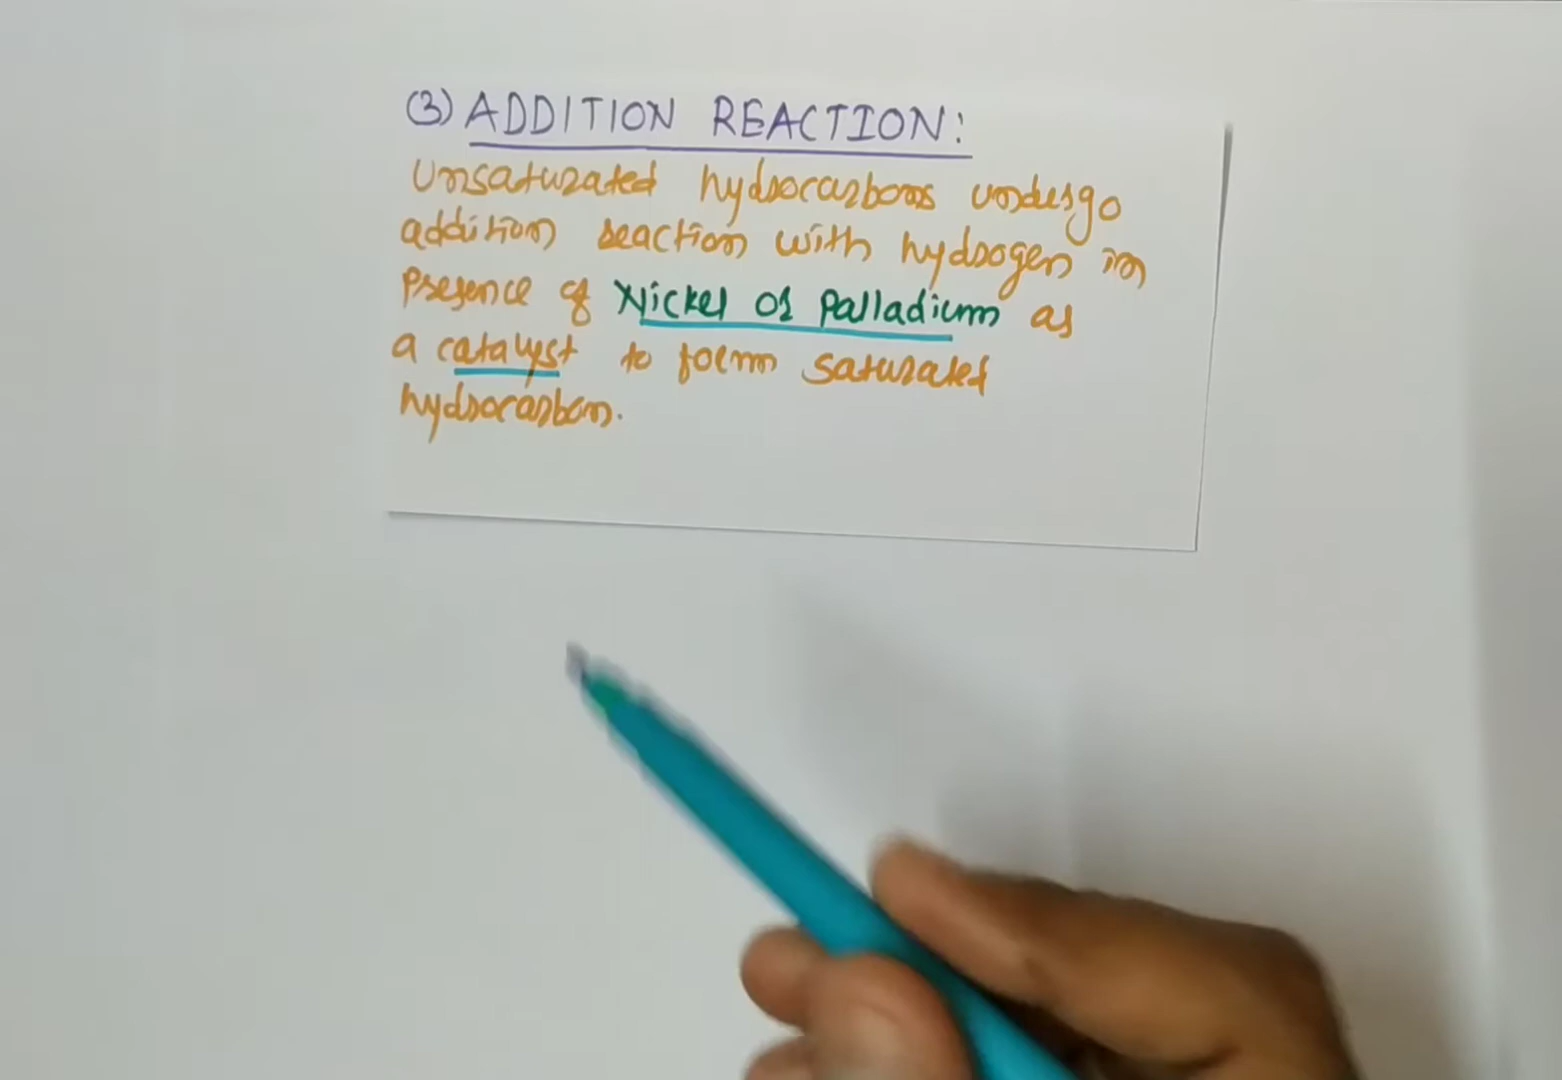 (3) ADDITION REACTION:
Unsaturated hydrocarbons undergo
addition reaction with hydrogen in
presence of Nickel or palladium as
a catalyst to form saturated
hydrocarbon.